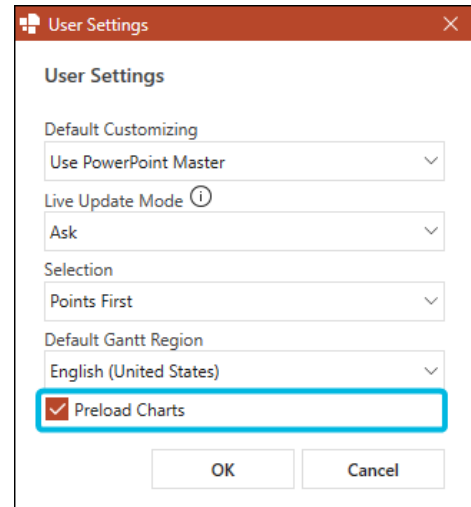 User Settings
User Settings
Default Customizing
Use PowerPoint Master
Live Update Mode
Ask
Selection
Points First
Default Gantt Region
English (United States)
Preload Charts
OK Cancel